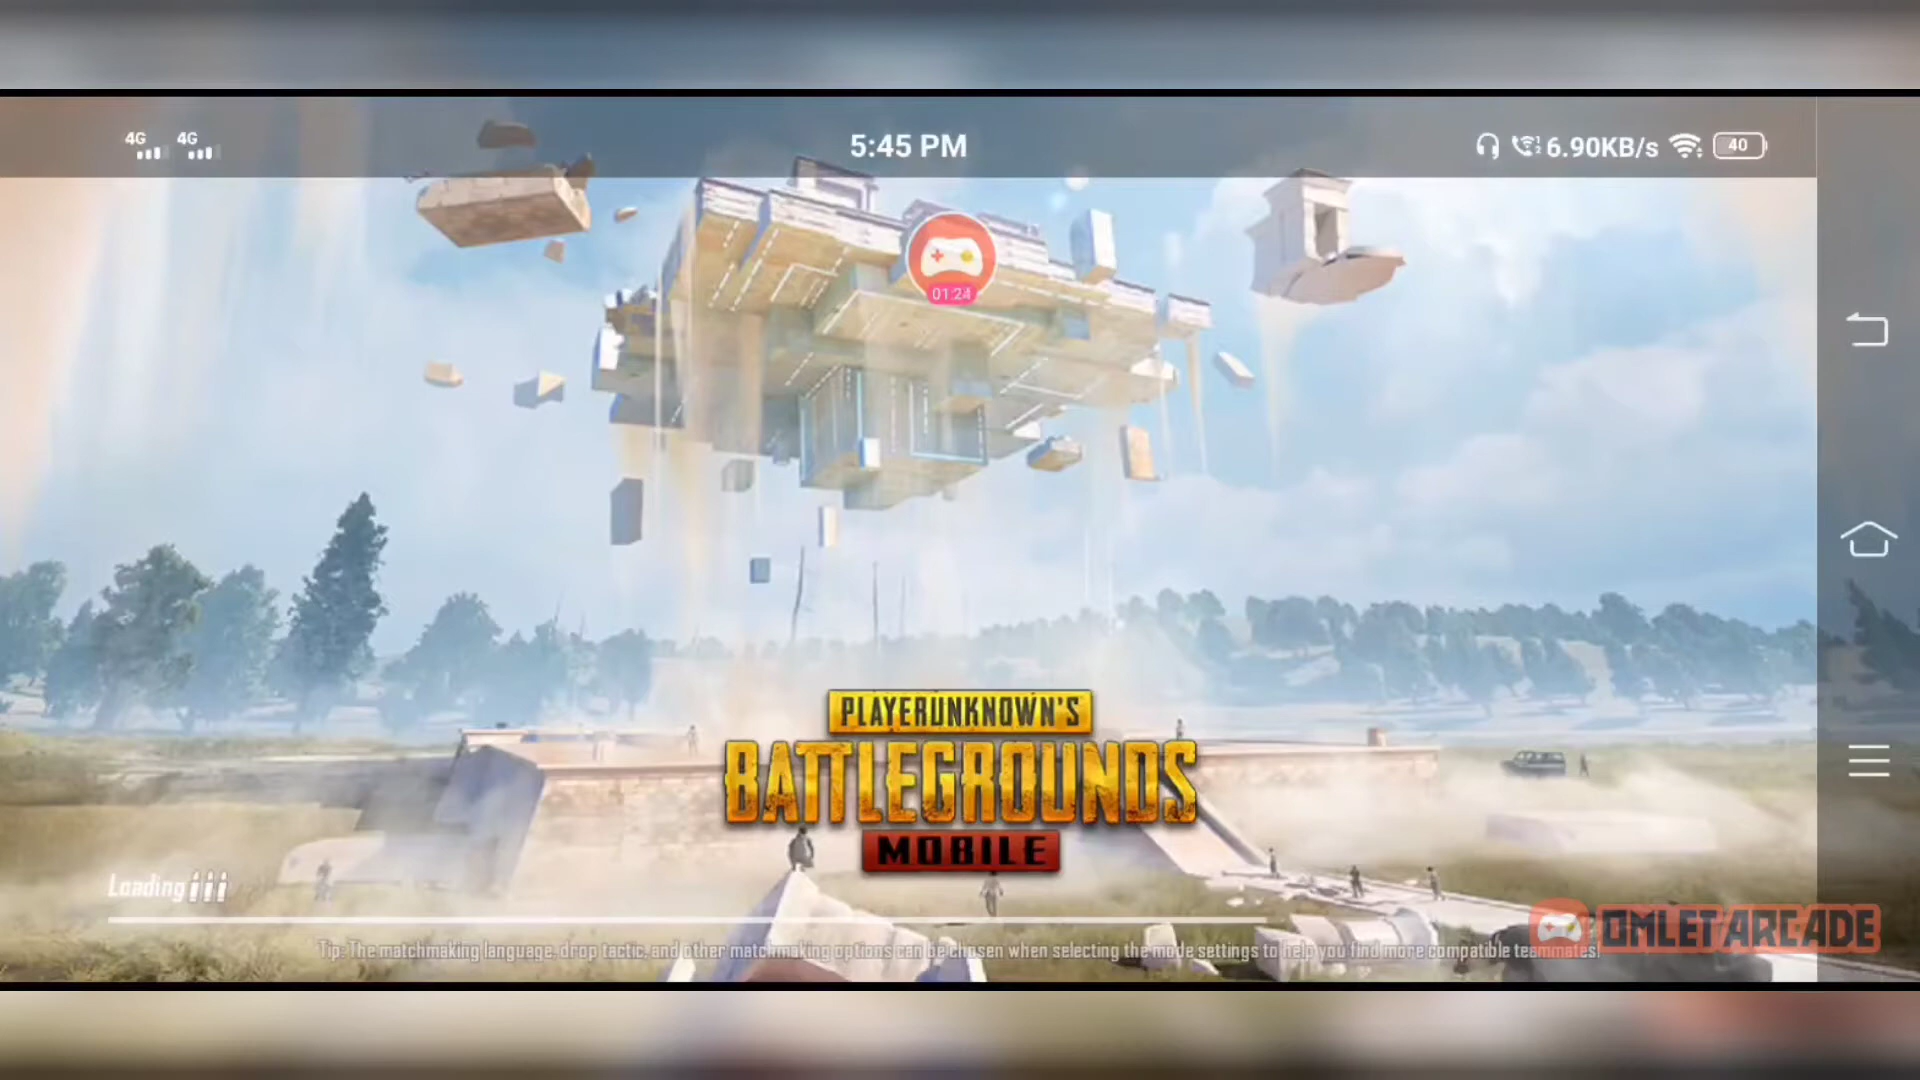 4G 4G
5:45 PM
6.90KB/s
40
01:24
PLAYERUNKNOWN'S
BATTLEGROUNDS
MOBILE
Loading
Tip: The matchmaking language, drop tactic, and other matchmaking options can be chosen when selecting the mode settings to help you find more compatible teammates!
OMLET ARCADE